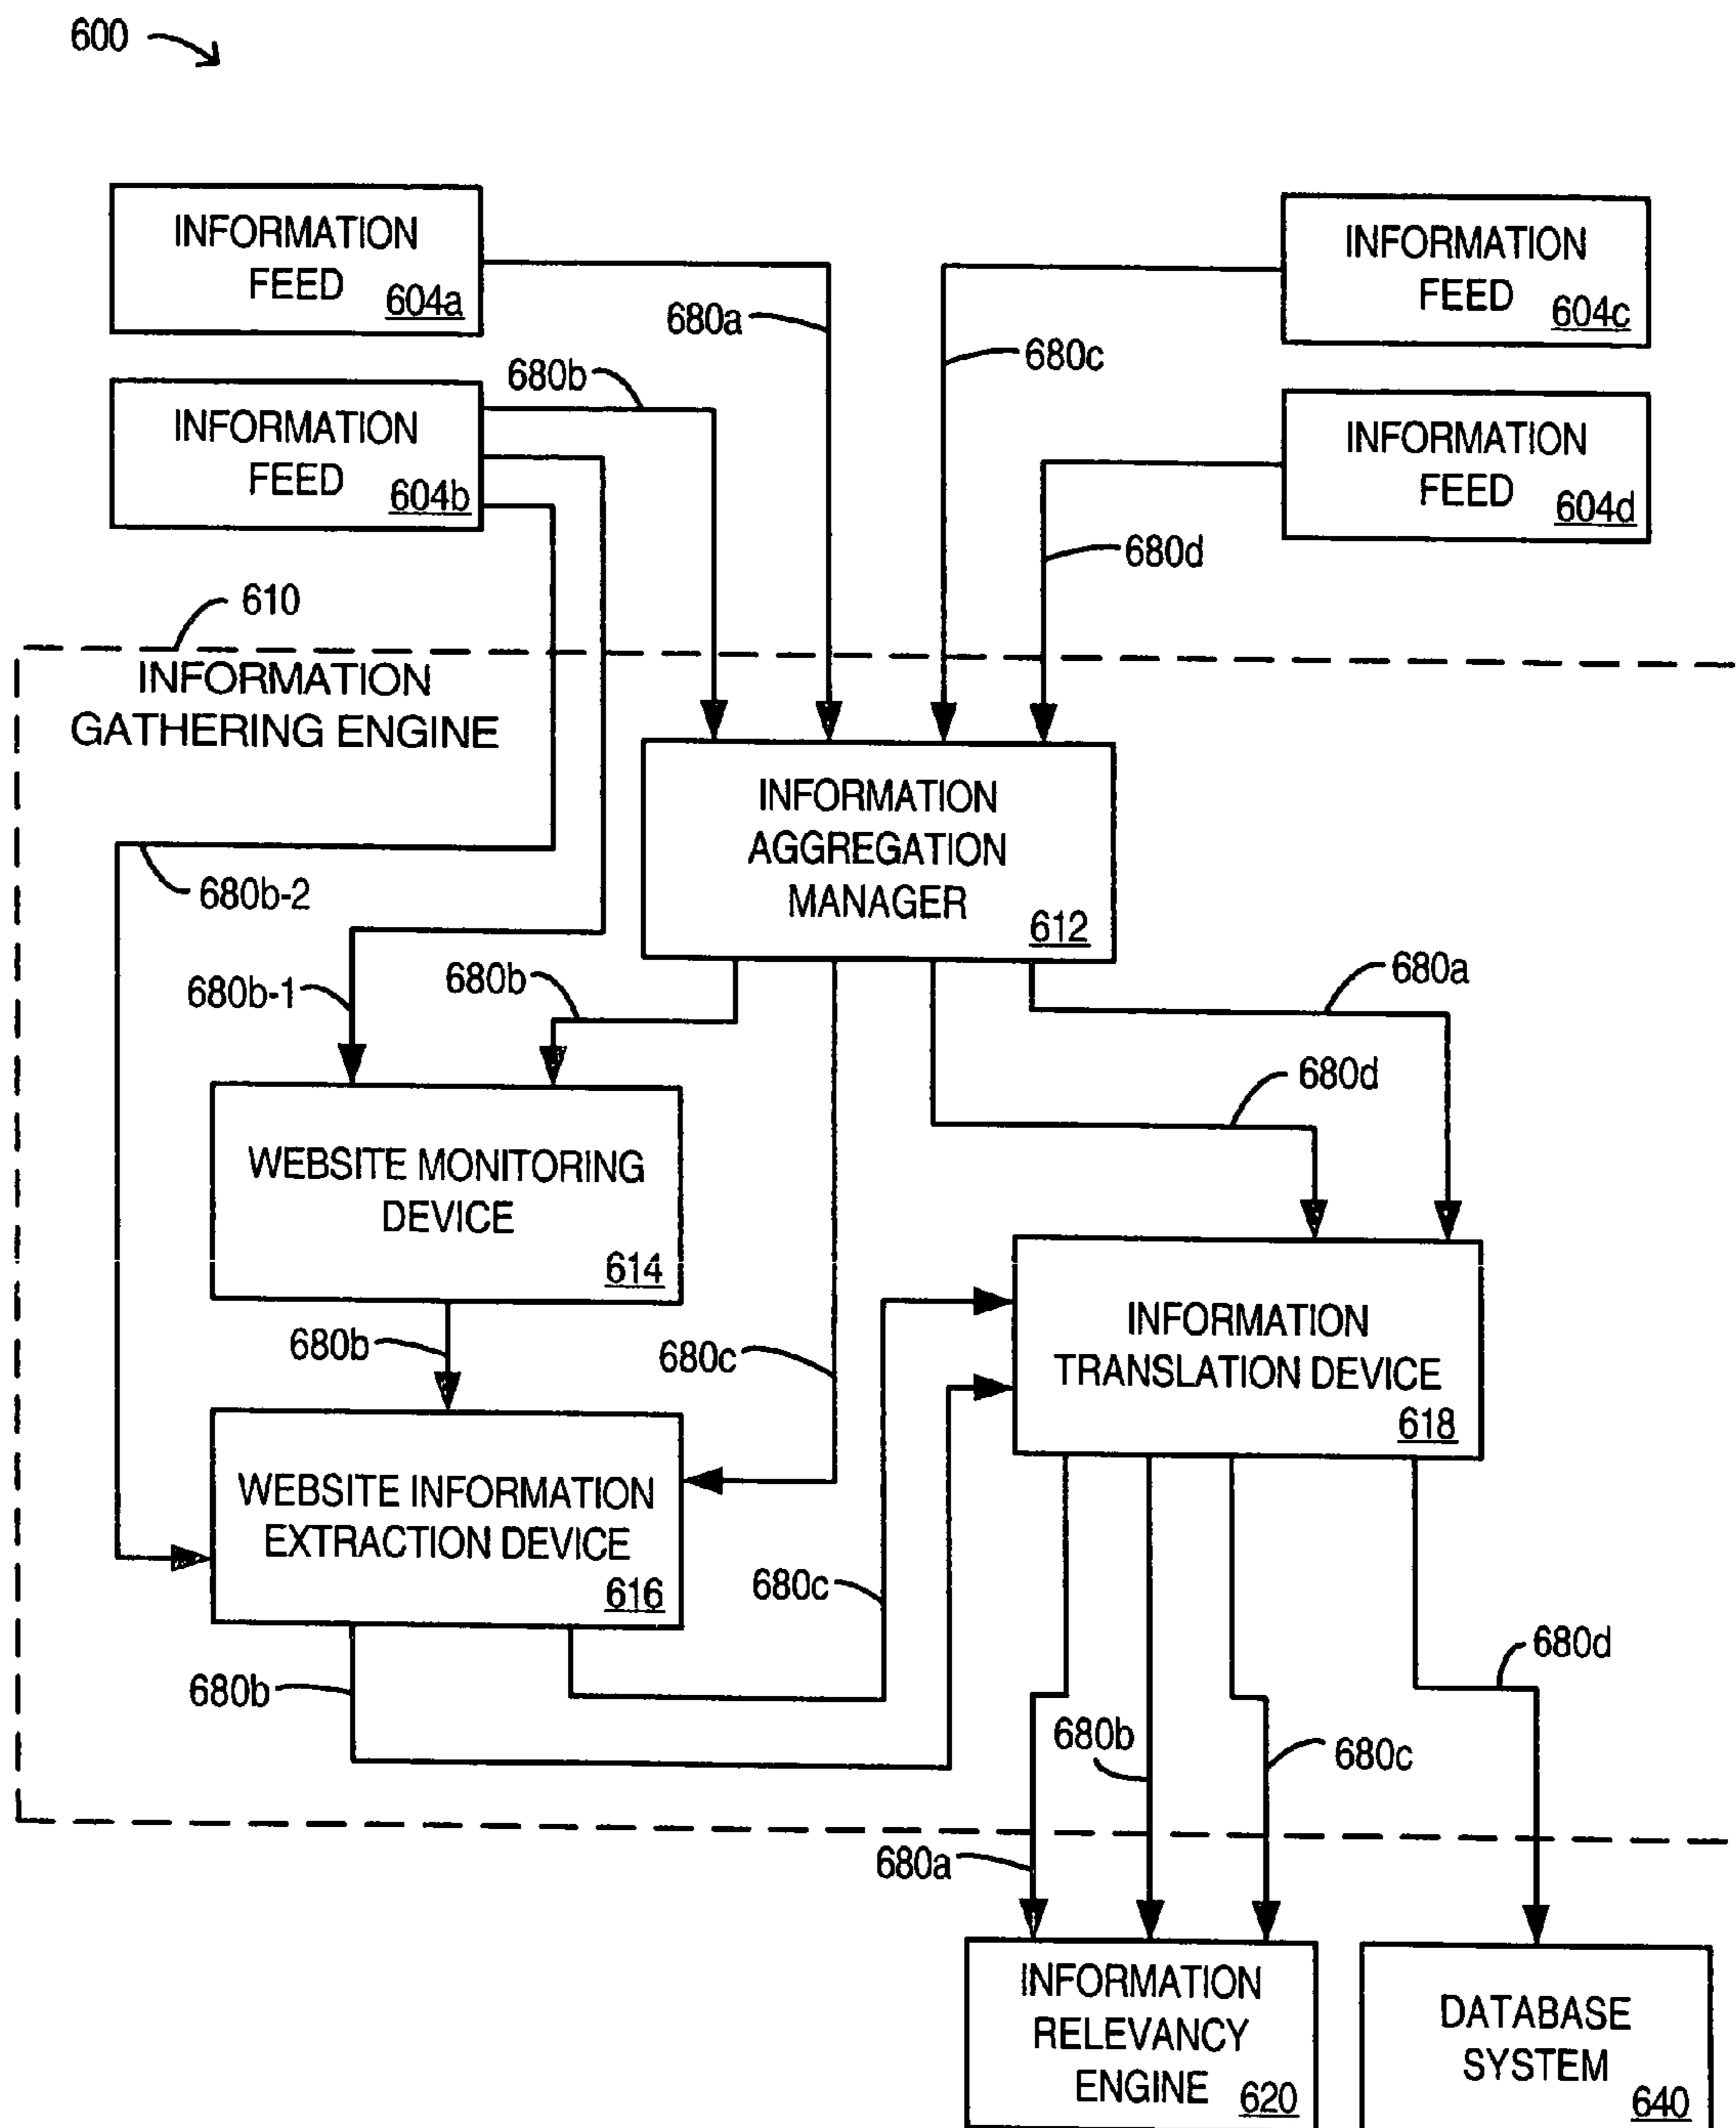 600
INFORMATION
FEED
604a
INFORMATION
FEED
604c
680a
680c
680b
INFORMATION
FEED
604b
INFORMATION
FEED
604d
680d
610
INFORMATION
GATHERING ENGINE
INFORMATION
AGGREGATION
MANAGER
612
680b-2
680b-1
680b
680a
680d
WEBSITE MONITORING
DEVICE
614
INFORMATION
TRANSLATION DEVICE
618
680b
680c
WEBSITE INFORMATION
EXTRACTION DEVICE
616
680c
680d
680b
680b
680c
680a
INFORMATION
RELEVANCY
ENGINE
620
DATABASE
SYSTEM
640